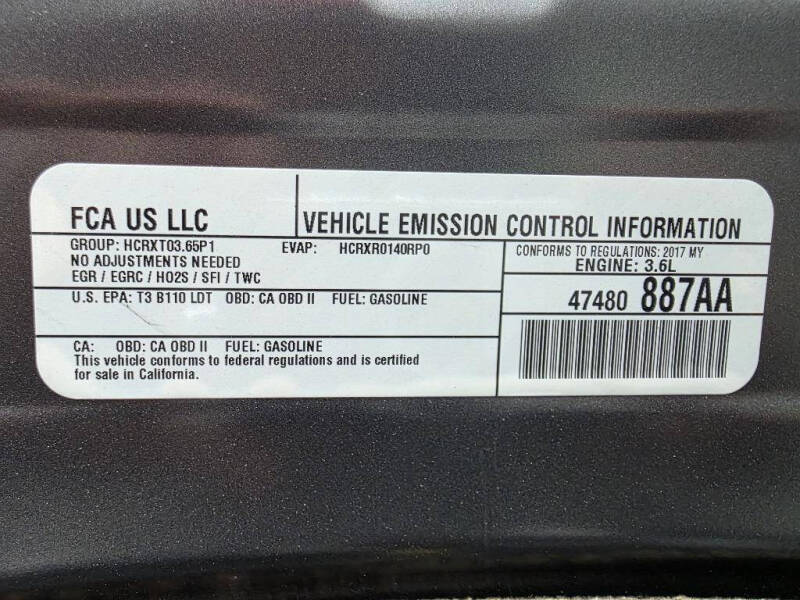 FCA US LLC
VEHICLE EMISSION CONTROL INFORMATION
GROUP: HCRXT03.65P1 EVAP: HCRXR0140RP0
NO ADJUSTMENTS NEEDED
EGR / EGRC / HO2S / SFI / TWC
CONFORMS TO REGULATIONS: 2017 MY
ENGINE: 3.6L
U.S. EPA: T3 B110 LDT OBD: CA OBD II FUEL: GASOLINE
47480 887AA
CA: OBD: CA OBD II FUEL: GASOLINE
This vehicle conforms to federal regulations and is certified
for sale in California.